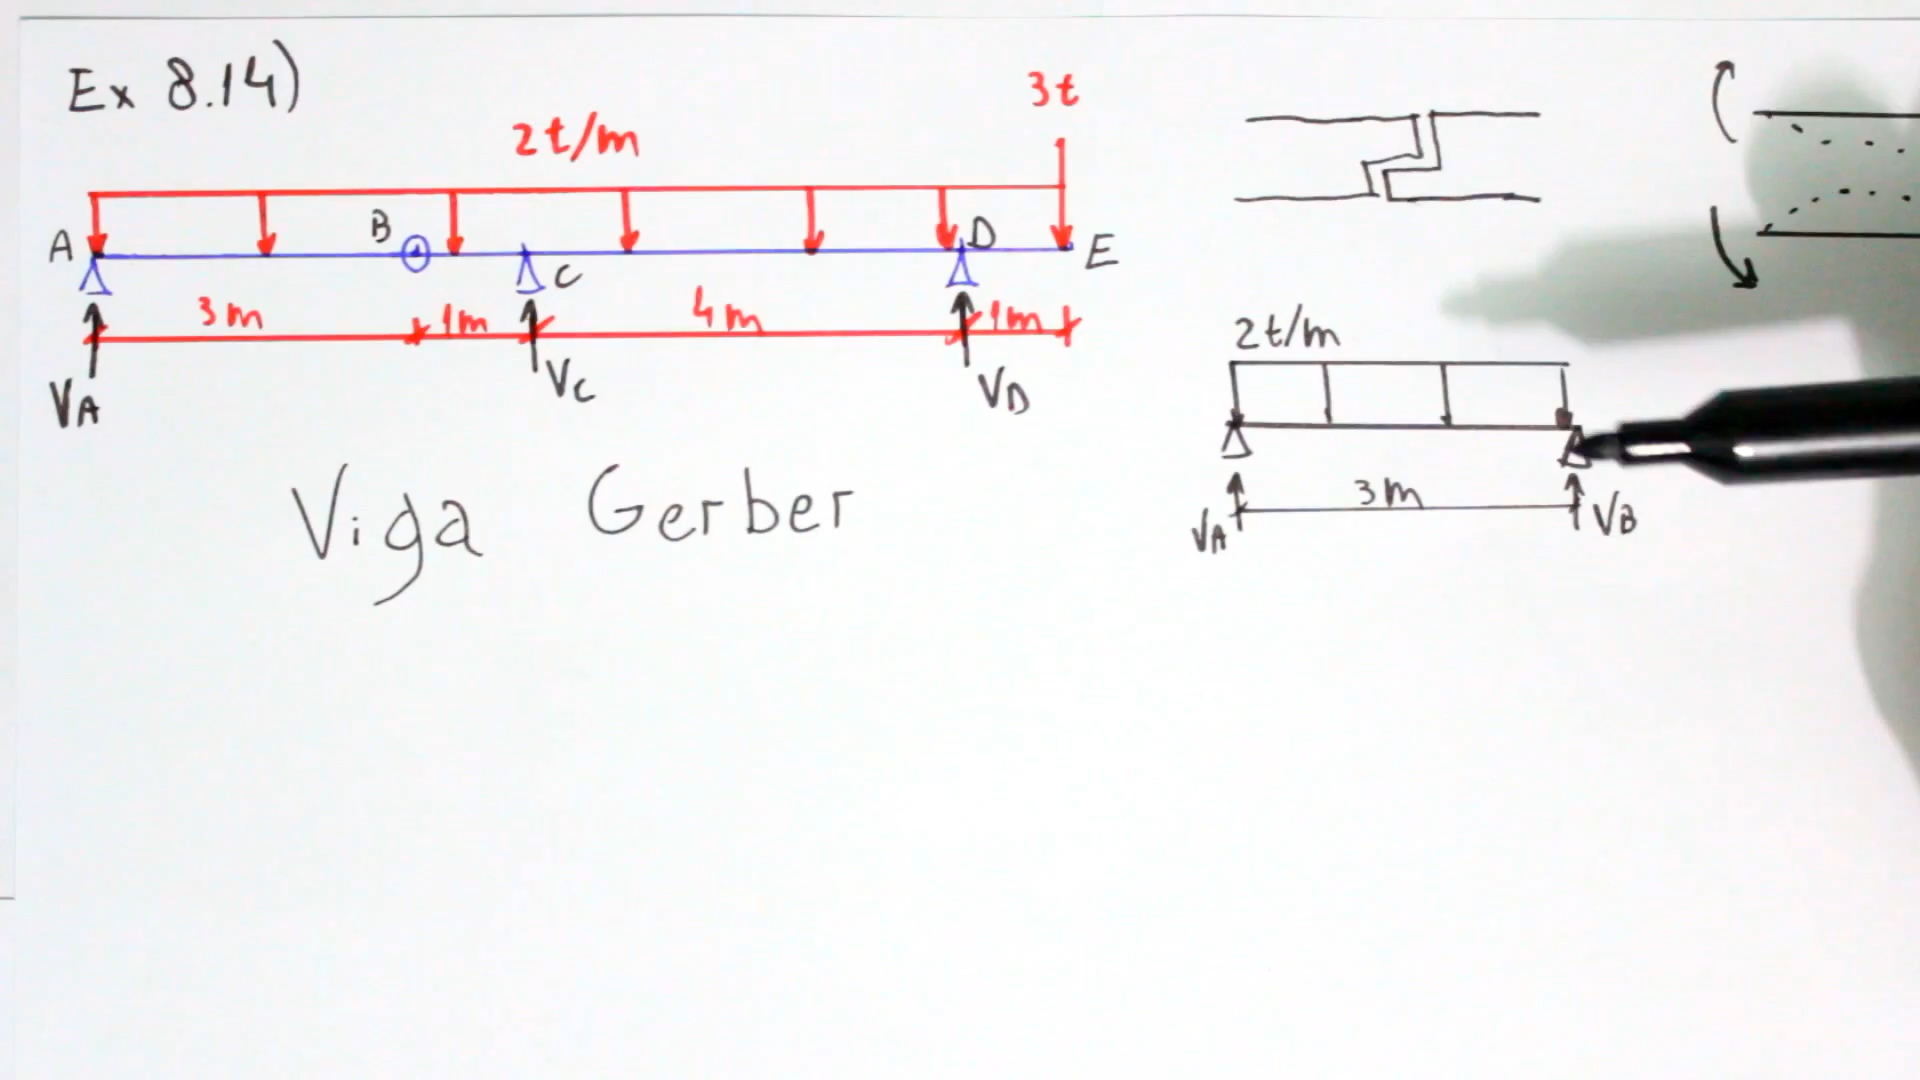 Ex 8.14)
3t
2t/m
A
B
C
D
E
3m
1m
4m
1m
VA
VC
VD
Viga Gerber
2t/m
3m
VA
VB